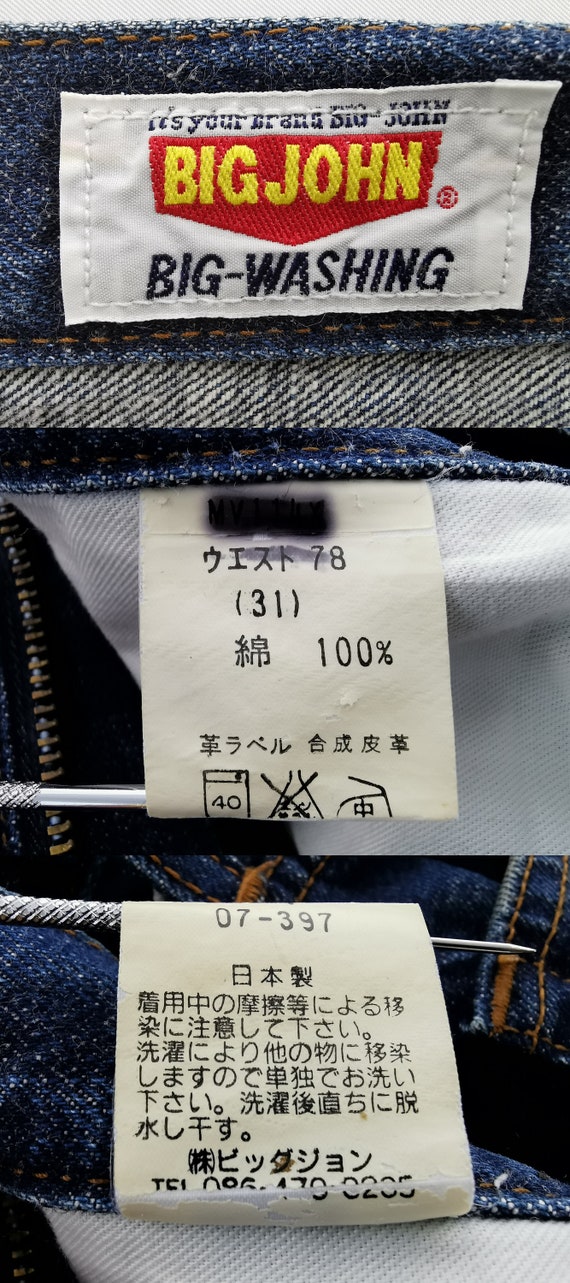 it's your brand BIG-JOHN
BIG JOHN
®
BIG-WASHING
ウエスト 78
(31)
綿 100%
革ラベル 合成皮革
40
中
07-397
日本製
着用中の摩擦等による移
染に注意して下さい。
洗濯により他の物に移染
しますので単独でお洗い
下さい。洗濯後直ちに脱
水し干す。
㈱ビッグジョン
TEL 086-470-